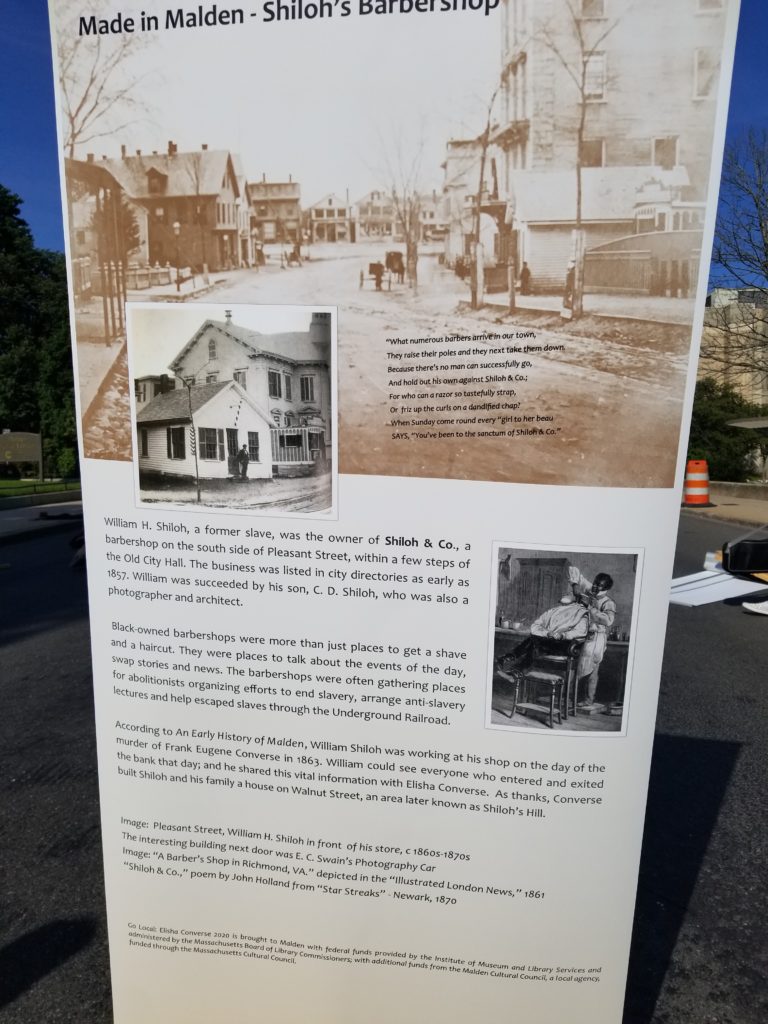 Made in Malden - Shiloh's Barbershop
"What numerous barbers arrive in our town,
They raise their poles and they next take them down.
Because there's no man can successfully go,
And hold out his own against Shiloh & Co.;
For who can a razor so tastefully strap,
Or friz up the curls on a dandified chap?
When Sunday come round every "girl to her beau
SAYS, "You've been to the sanctum of Shiloh & Co."
William H. Shiloh, a former slave, was the owner of Shiloh & Co., a
barbershop on the south side of Pleasant Street, within a few steps of
the Old City Hall. The business was listed in city directories as early as
1857. William was succeeded by his son, C. D. Shiloh, who was also a
photographer and architect.
Black-owned barbershops were more than just places to get a shave
and a haircut. They were places to talk about the events of the day,
swap stories and news. The barbershops were often gathering places
for abolitionists organizing efforts to end slavery, arrange anti-slavery
lectures and help escaped slaves through the Underground Railroad.
According to An Early History of Malden, William Shiloh was working at his shop on the day of the
murder of Frank Eugene Converse in 1863. William could see everyone who entered and exited
the bank that day; and he shared this vital information with Elisha Converse. As thanks, Converse
built Shiloh and his family a house on Walnut Street, an area later known as Shiloh's Hill.
Image: Pleasant Street, William H. Shiloh in front of his store, c 1860s-1870s
The interesting building next door was E. C. Swain's Photography Car
Image: "A Barber's Shop in Richmond, VA." depicted in the "Illustrated London News," 1861
"Shiloh & Co.," poem by John Holland from "Star Streaks" - Newark, 1870
Go Local: Elisha Converse 2020 is brought to Malden with federal funds provided by the Institute of Museum and Library Services and
administered by the Massachusetts Board of Library Commissioners; with additional funds from the Malden Cultural Council, a local agency,
funded through the Massachusetts Cultural Council.